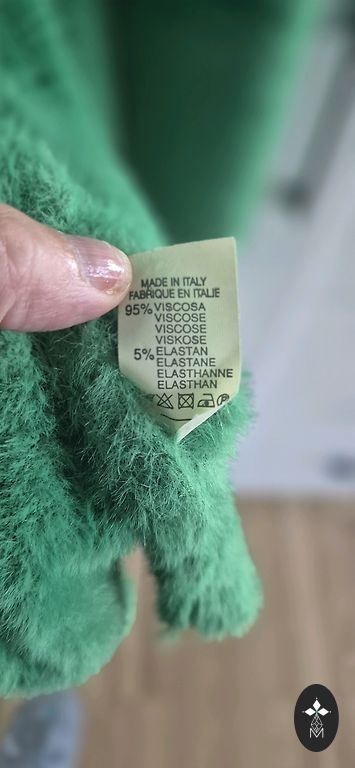 MADE IN ITALY
FABRIQUE EN ITALIE
95% VISCOSA
VISCOSE
VISCOSE
VISKOSE
5% ELASTAN
ELASTANE
ELASTHANNE
ELASTHAN
P
M